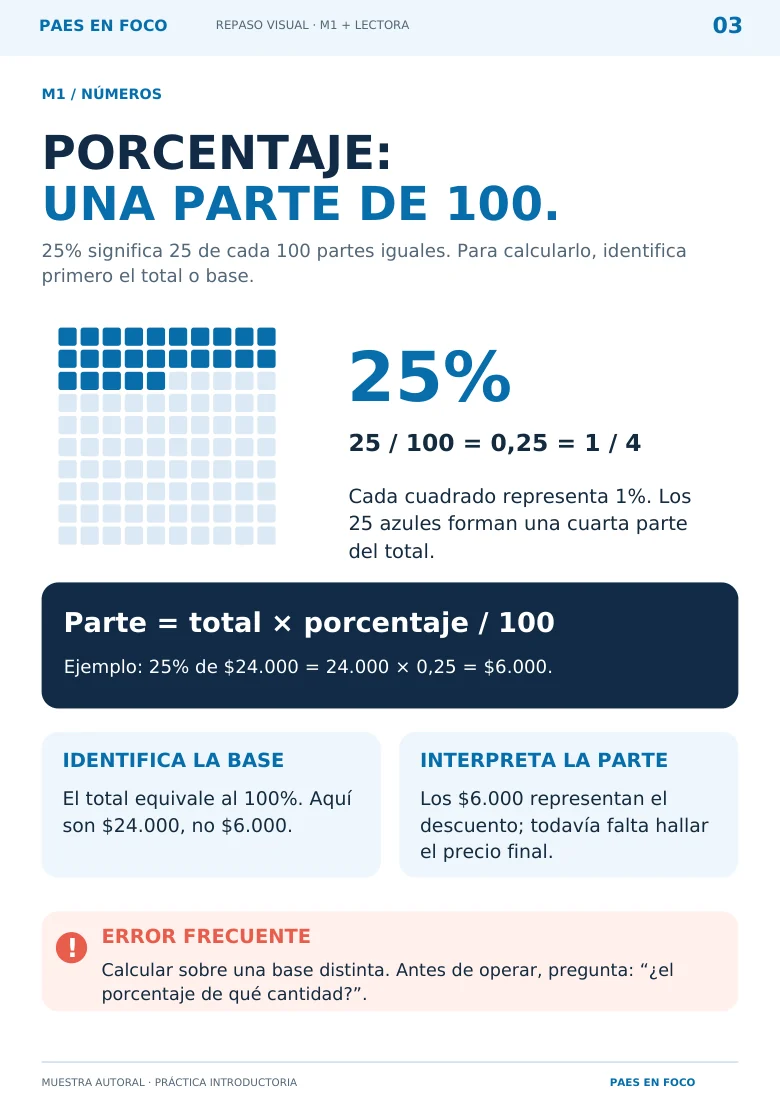 PAES EN FOCO
REPASO VISUAL · M1 + LECTORA
03
M1 / NÚMEROS
PORCENTAJE:
UNA PARTE DE 100.
25% significa 25 de cada 100 partes iguales. Para calcularlo, identifica
primero el total o base.
25%
25 / 100 = 0,25 = 1 / 4
Cada cuadrado representa 1%. Los
25 azules forman una cuarta parte
del total.
Parte = total × porcentaje / 100
Ejemplo: 25% de $24.000 = 24.000 × 0,25 = $6.000.
IDENTIFICA LA BASE
El total equivale al 100%. Aquí
son $24.000, no $6.000.
INTERPRETA LA PARTE
Los $6.000 representan el
descuento; todavía falta hallar
el precio final.
!
ERROR FRECUENTE
Calcular sobre una base distinta. Antes de operar, pregunta: “¿el
porcentaje de qué cantidad?”.
MUESTRA AUTORAL · PRÁCTICA INTRODUCTORIA
PAES EN FOCO